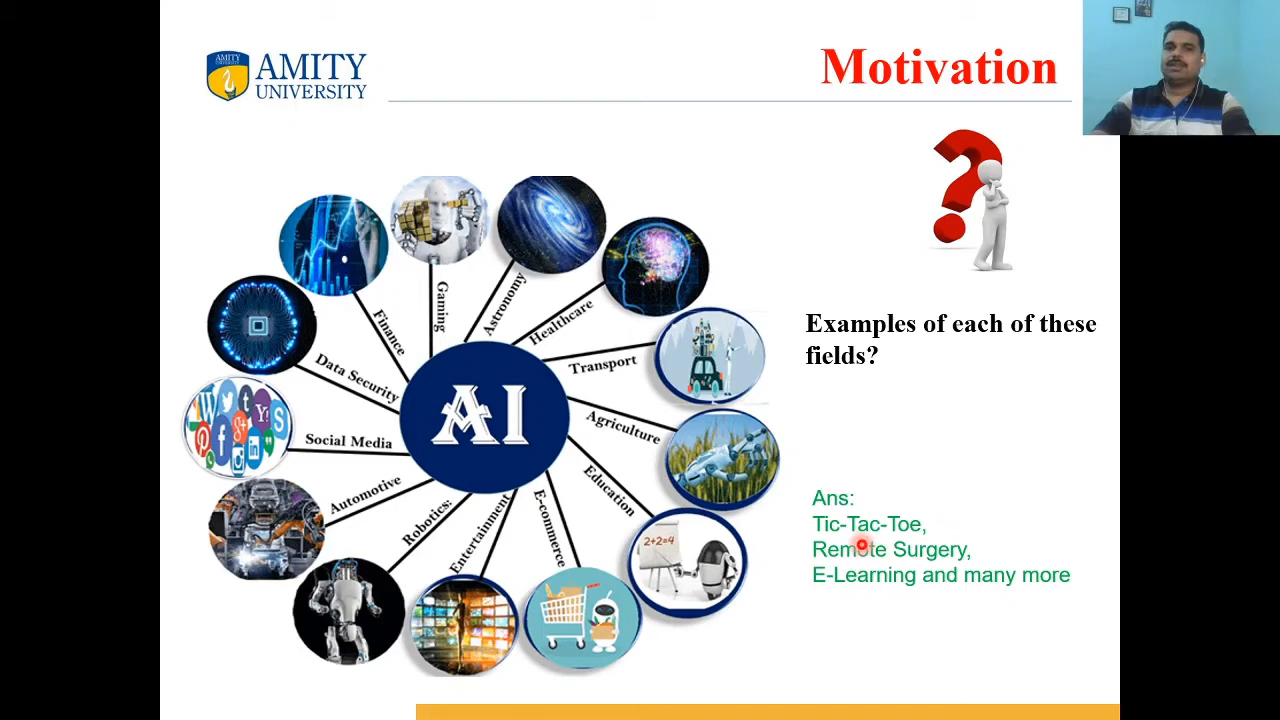 AMITY
UNIVERSITY
AMITY
UNIVERSITY
Motivation
Finance
Gaming
Astronomy
Healthcare
Transport
Agriculture
Education
E-commerce
Entertainment
Robotics:
Automotive
Social Media
Data Security
AI
2+2=4
Examples of each of these
fields?
Ans:
Tic-Tac-Toe,
Remote Surgery,
E-Learning and many more